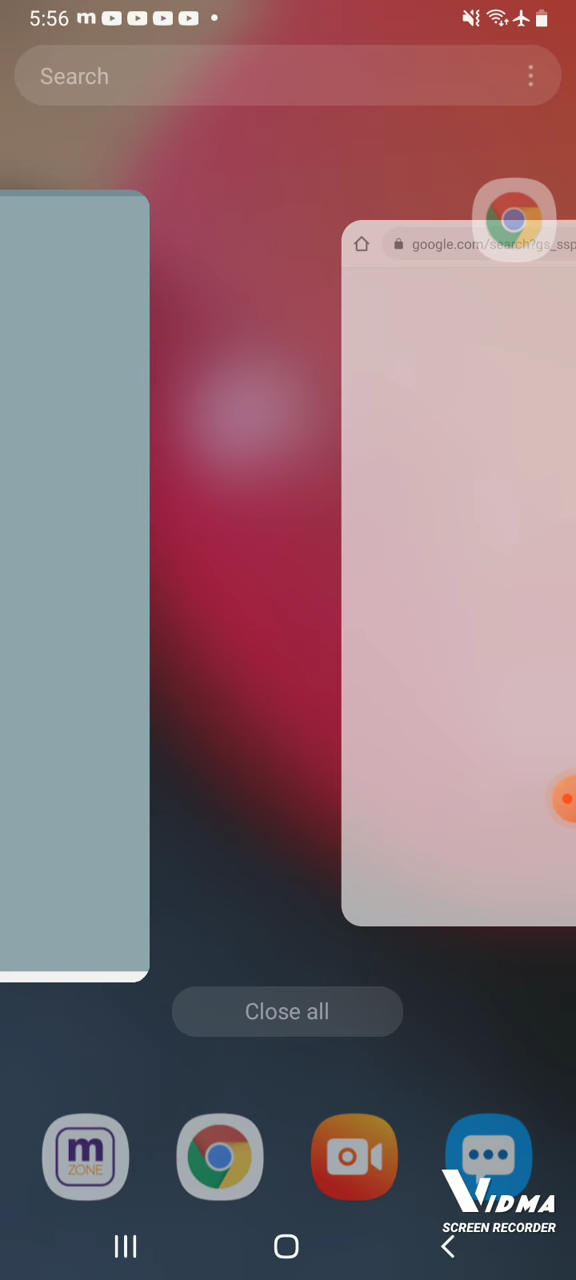 5:56 m
Search
google.com/search?gs_ssp
Close all
m
ZONE
VIDMA
SCREEN RECORDER